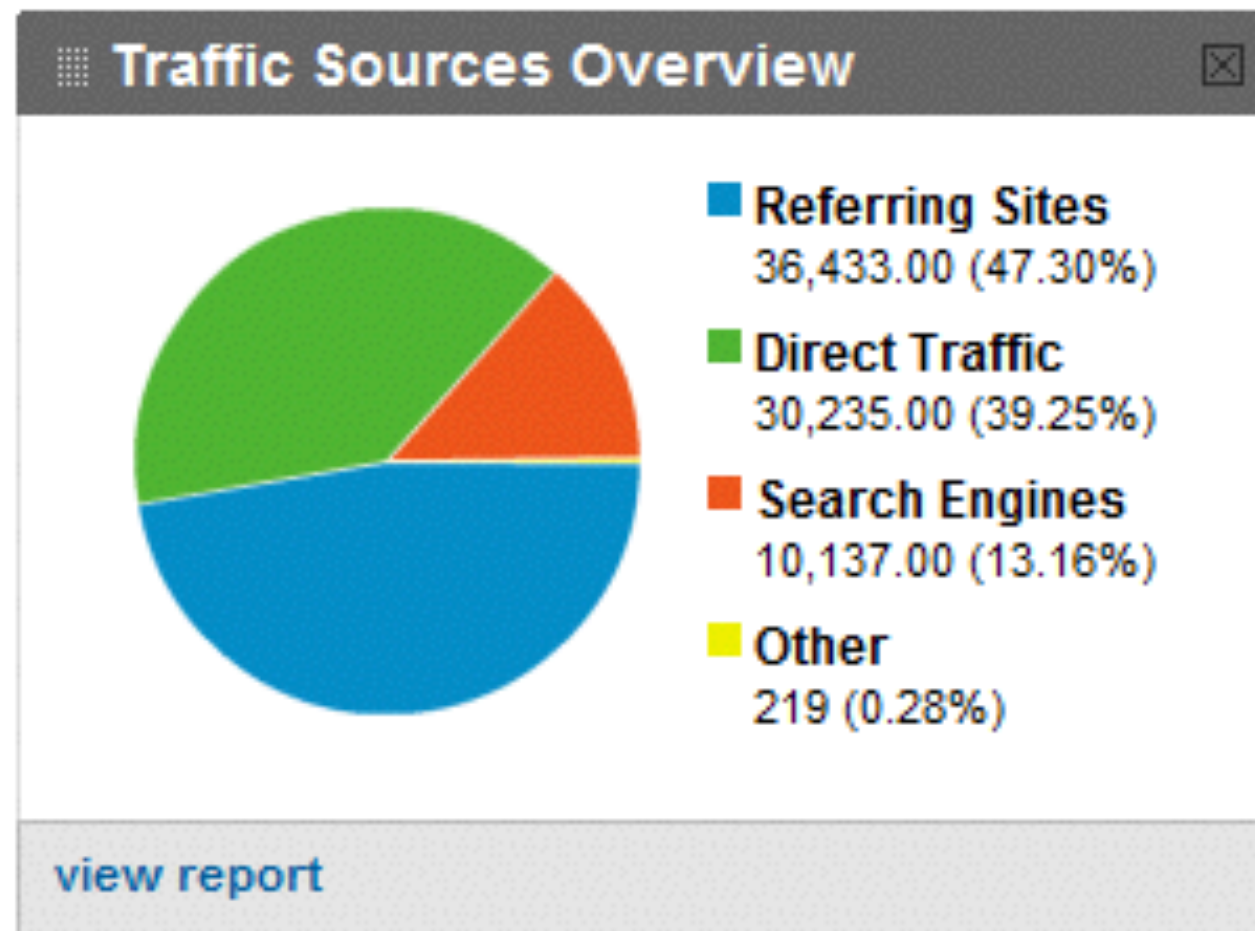 Traffic Sources Overview
Referring Sites
36,433.00 (47.30%)
Direct Traffic
30,235.00 (39.25%)
Search Engines
10,137.00 (13.16%)
Other
219 (0.28%)
view report